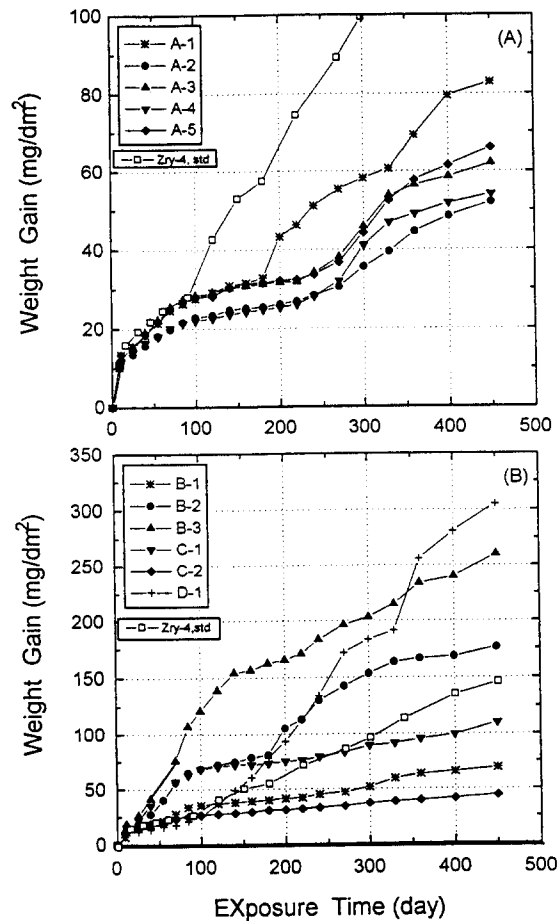 (A)
100
80
60
40
20
0
Weight Gain (mg/dm²)
A-1
A-2
A-3
A-4
A-5
Zry-4, std
0 100 200 300 400 500
(B)
350
300
250
200
150
100
50
0
Weight Gain (mg/dm²)
B-1
B-2
B-3
C-1
C-2
D-1
Zry-4,std
0 100 200 300 400 500
EXposure Time (day)